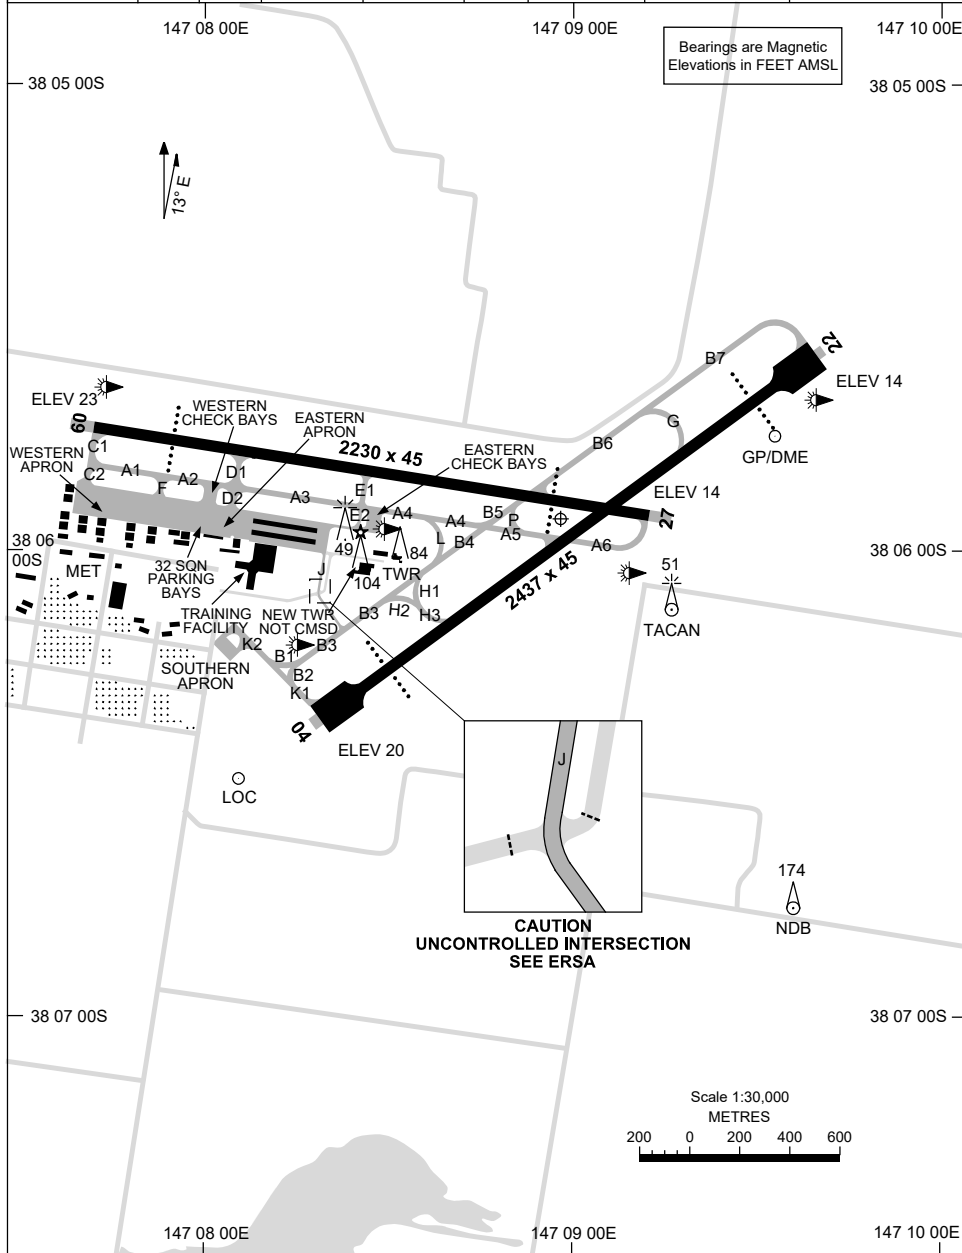 147 08 00E
147 09 00E
147 10 00E
Bearings are Magnetic
Elevations in FEET AMSL
38 05 00S
38 05 00S
13° E
22
B7
ELEV 14
ELEV 23
WESTERN
CHECK BAYS
EASTERN
APRON
G
09
2230 x 45
B6
GP/DME
WESTERN
APRON
C1
EASTERN
CHECK BAYS
C2
A1
A2
F
D1
D2
A3
E1
E2
A4
A4
B5
P
A5
ELEV 14
27
L
B4
A6
38 06
00S
38 06 00S
MET
32 SQN
PARKING
BAYS
49
84
104
TWR
J
51
2437 x 45
H1
H2
H3
B3
TRAINING
FACILITY
NEW TWR
NOT CMSD
TACAN
K2
B1
B3
SOUTHERN
APRON
B2
K1
04
ELEV 20
LOC
J
174
NDB
CAUTION
UNCONTROLLED INTERSECTION
SEE ERSA
38 07 00S
38 07 00S
Scale 1:30,000
METRES
200 0 200 400 600
147 08 00E
147 09 00E
147 10 00E